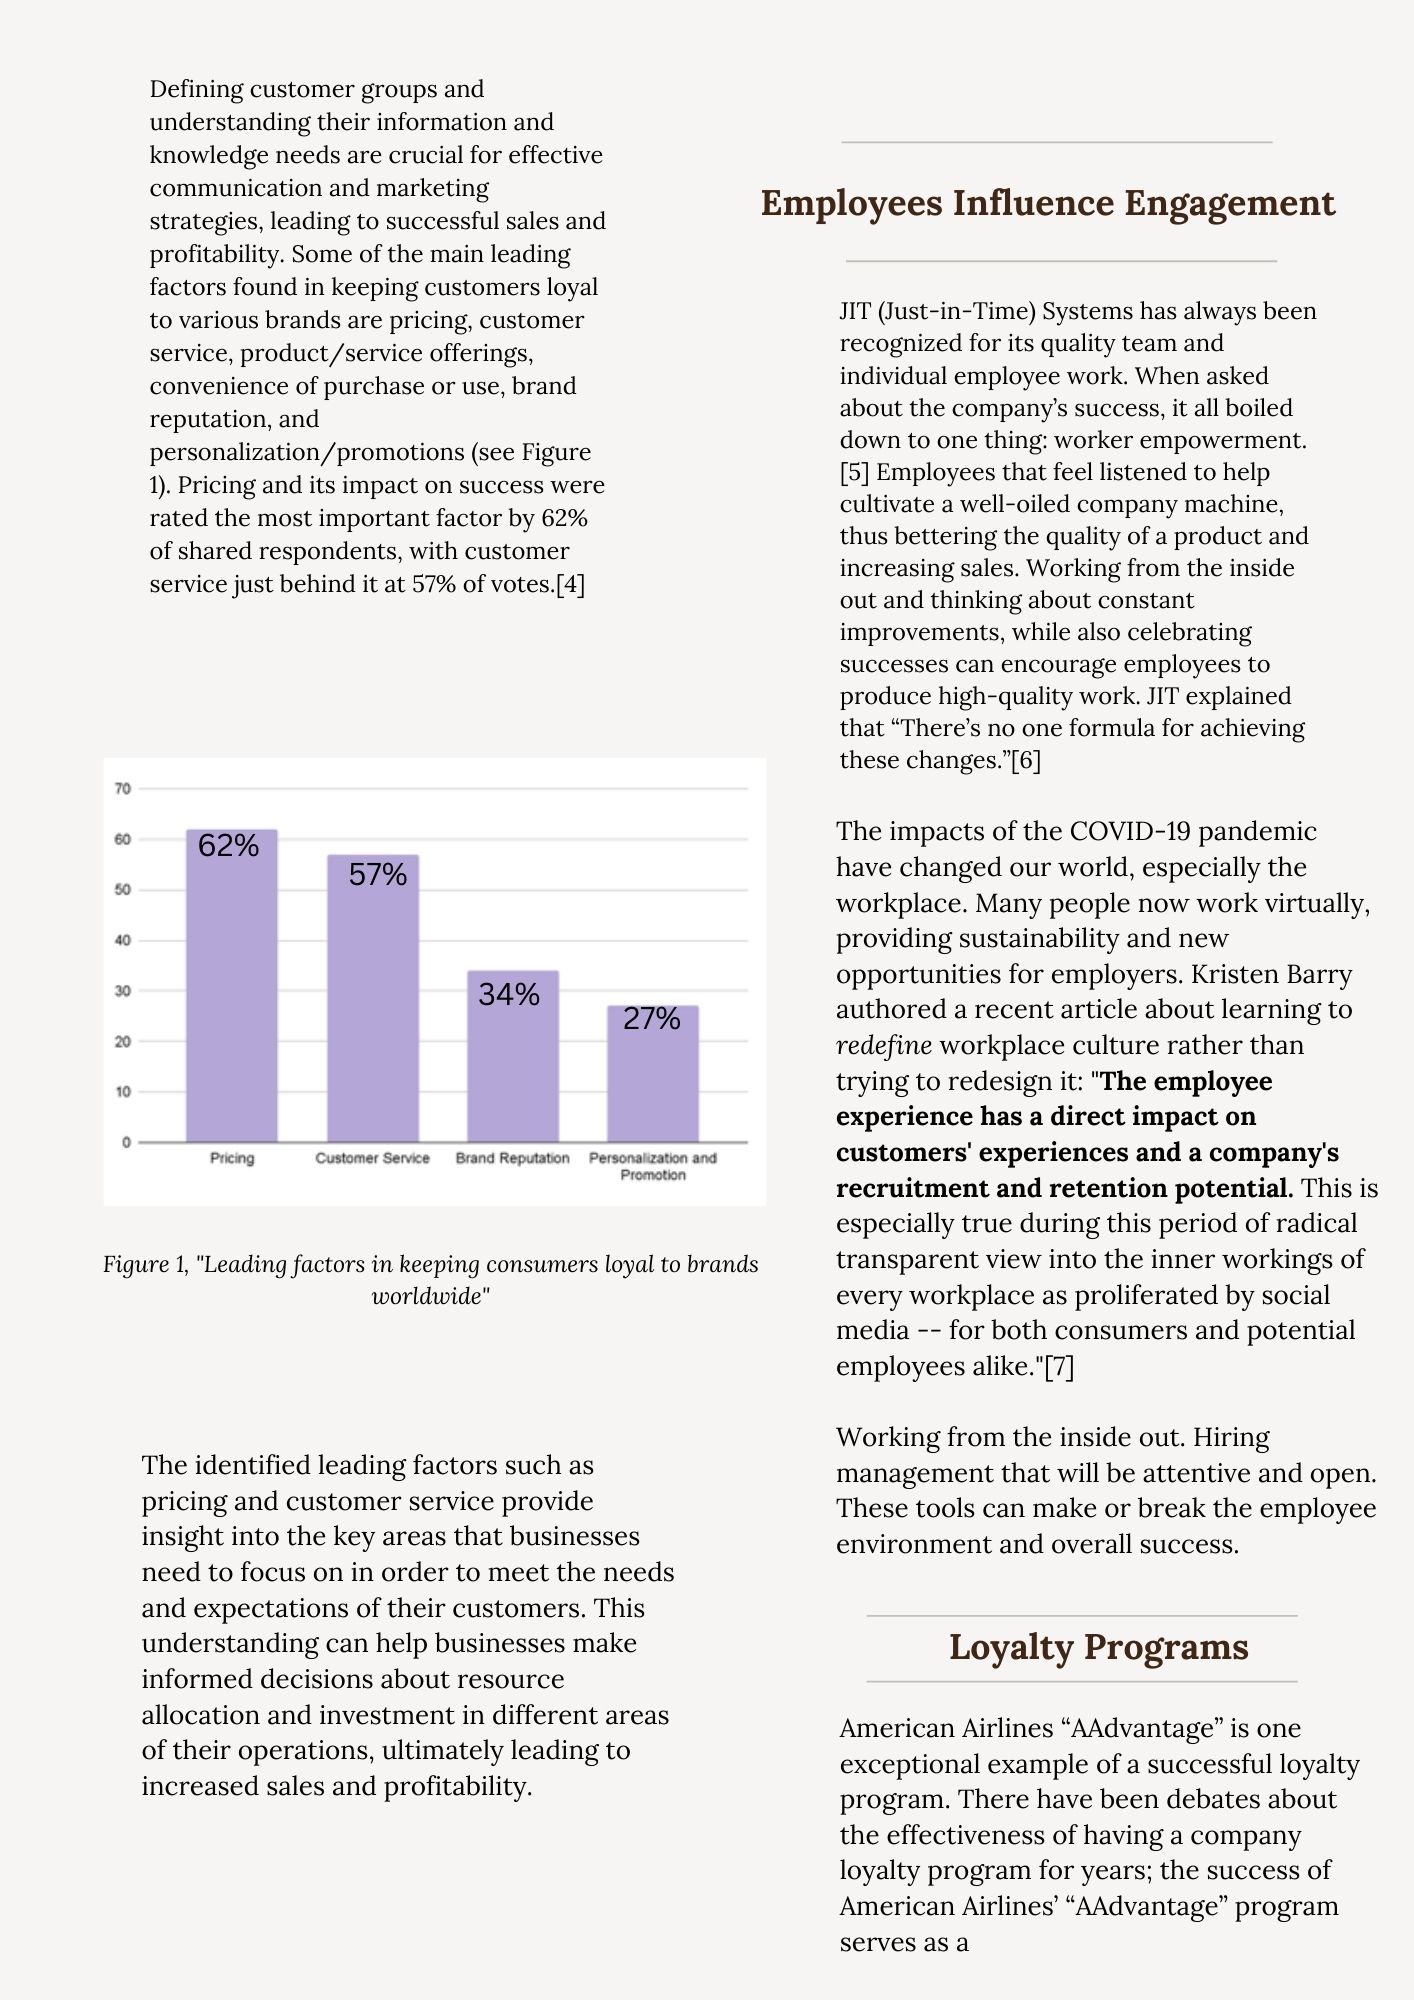 Defining customer groups and
understanding their information and
knowledge needs are crucial for effective
communication and marketing
strategies, leading to successful sales and
profitability. Some of the main leading
factors found in keeping customers loyal
to various brands are pricing, customer
service, product/service offerings,
convenience of purchase or use, brand
reputation, and
personalization/promotions (see Figure
1). Pricing and its impact on success were
rated the most important factor by 62%
of shared respondents, with customer
service just behind it at 57% of votes.[4]
70
60
50
40
30
20
10
0
62%
57%
34%
27%
Pricing
Customer Service
Brand Reputation
Personalization and
Promotion
Figure 1, "Leading factors in keeping consumers loyal to brands
worldwide"
The identified leading factors such as
pricing and customer service provide
insight into the key areas that businesses
need to focus on in order to meet the needs
and expectations of their customers. This
understanding can help businesses make
informed decisions about resource
allocation and investment in different areas
of their operations, ultimately leading to
increased sales and profitability.
Employees Influence Engagement
JIT (Just-in-Time) Systems has always been
recognized for its quality team and
individual employee work. When asked
about the company’s success, it all boiled
down to one thing: worker empowerment.
[5] Employees that feel listened to help
cultivate a well-oiled company machine,
thus bettering the quality of a product and
increasing sales. Working from the inside
out and thinking about constant
improvements, while also celebrating
successes can encourage employees to
produce high-quality work. JIT explained
that “There’s no one formula for achieving
these changes.”[6]
The impacts of the COVID-19 pandemic
have changed our world, especially the
workplace. Many people now work virtually,
providing sustainability and new
opportunities for employers. Kristen Barry
authored a recent article about learning to
redefine workplace culture rather than
trying to redesign it: "The employee
experience has a direct impact on
customers' experiences and a company's
recruitment and retention potential. This is
especially true during this period of radical
transparent view into the inner workings of
every workplace as proliferated by social
media -- for both consumers and potential
employees alike."[7]
Working from the inside out. Hiring
management that will be attentive and open.
These tools can make or break the employee
environment and overall success.
Loyalty Programs
American Airlines “AAdvantage” is one
exceptional example of a successful loyalty
program. There have been debates about
the effectiveness of having a company
loyalty program for years; the success of
American Airlines’ “AAdvantage” program
serves as a